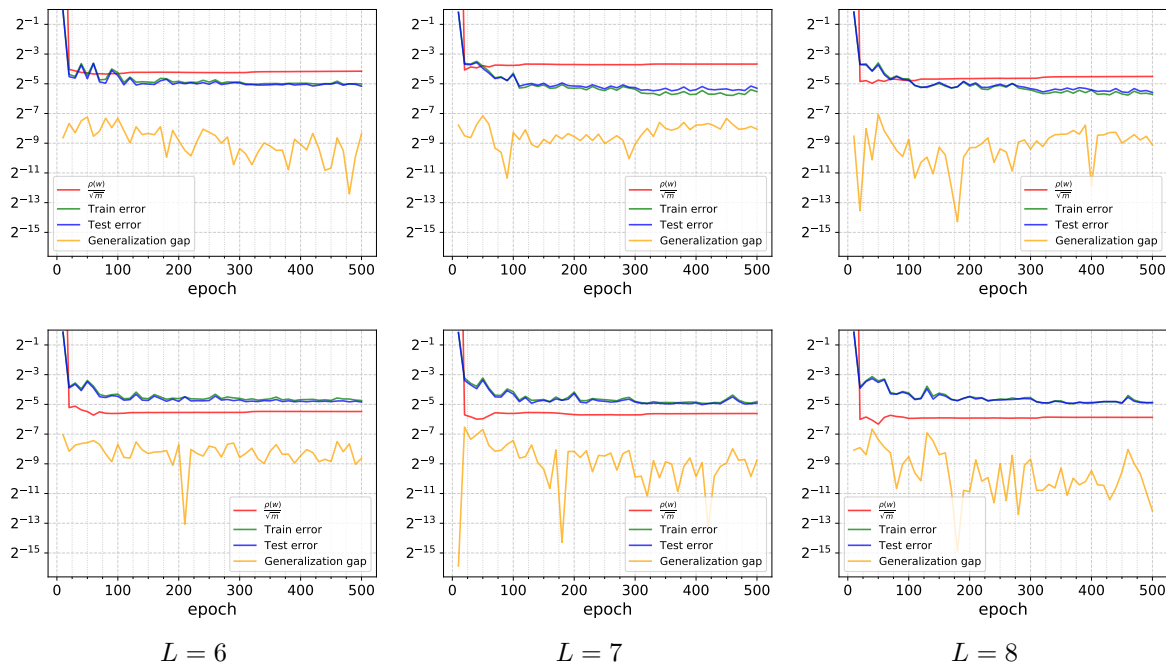 2⁻¹
2⁻³
2⁻⁵
2⁻⁷
2⁻⁹
2⁻¹¹
2⁻¹³
2⁻¹⁵
ρ(w)/√m
Train error
Test error
Generalization gap
0 100 200 300 400 500
epoch
2⁻¹
2⁻³
2⁻⁵
2⁻⁷
2⁻⁹
2⁻¹¹
2⁻¹³
2⁻¹⁵
ρ(w)/√m
Train error
Test error
Generalization gap
0 100 200 300 400 500
epoch
2⁻¹
2⁻³
2⁻⁵
2⁻⁷
2⁻⁹
2⁻¹¹
2⁻¹³
2⁻¹⁵
ρ(w)/√m
Train error
Test error
Generalization gap
0 100 200 300 400 500
epoch
2⁻¹
2⁻³
2⁻⁵
2⁻⁷
2⁻⁹
2⁻¹¹
2⁻¹³
2⁻¹⁵
ρ(w)/√m
Train error
Test error
Generalization gap
0 100 200 300 400 500
epoch
2⁻¹
2⁻³
2⁻⁵
2⁻⁷
2⁻⁹
2⁻¹¹
2⁻¹³
2⁻¹⁵
ρ(w)/√m
Train error
Test error
Generalization gap
0 100 200 300 400 500
epoch
2⁻¹
2⁻³
2⁻⁵
2⁻⁷
2⁻⁹
2⁻¹¹
2⁻¹³
2⁻¹⁵
ρ(w)/√m
Train error
Test error
Generalization gap
0 100 200 300 400 500
epoch
L = 6
L = 7
L = 8